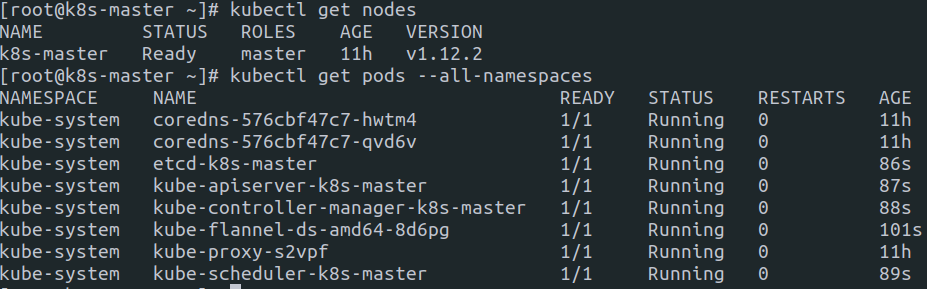 [root@k8s-master ~]# kubectl get nodes
NAME         STATUS   ROLES    AGE   VERSION
k8s-master   Ready    master   11h   v1.12.2
[root@k8s-master ~]# kubectl get pods --all-namespaces
NAMESPACE     NAME                                 READY   STATUS    RESTARTS   AGE
kube-system   coredns-576cbf47c7-hwtm4             1/1     Running   0          11h
kube-system   coredns-576cbf47c7-qvd6v             1/1     Running   0          11h
kube-system   etcd-k8s-master                      1/1     Running   0          86s
kube-system   kube-apiserver-k8s-master            1/1     Running   0          87s
kube-system   kube-controller-manager-k8s-master   1/1     Running   0          88s
kube-system   kube-flannel-ds-amd64-8d6pg          1/1     Running   0          101s
kube-system   kube-proxy-s2vpf                     1/1     Running   0          11h
kube-system   kube-scheduler-k8s-master            1/1     Running   0          89s